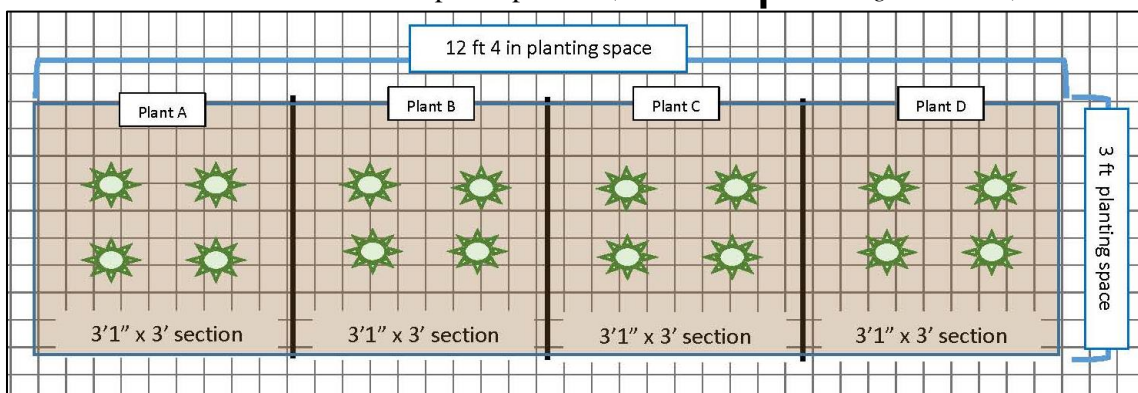 12 ft 4 in planting space
Plant A
Plant B
Plant C
Plant D
3 ft planting space
3’1” x 3’ section
3’1” x 3’ section
3’1” x 3’ section
3’1” x 3’ section